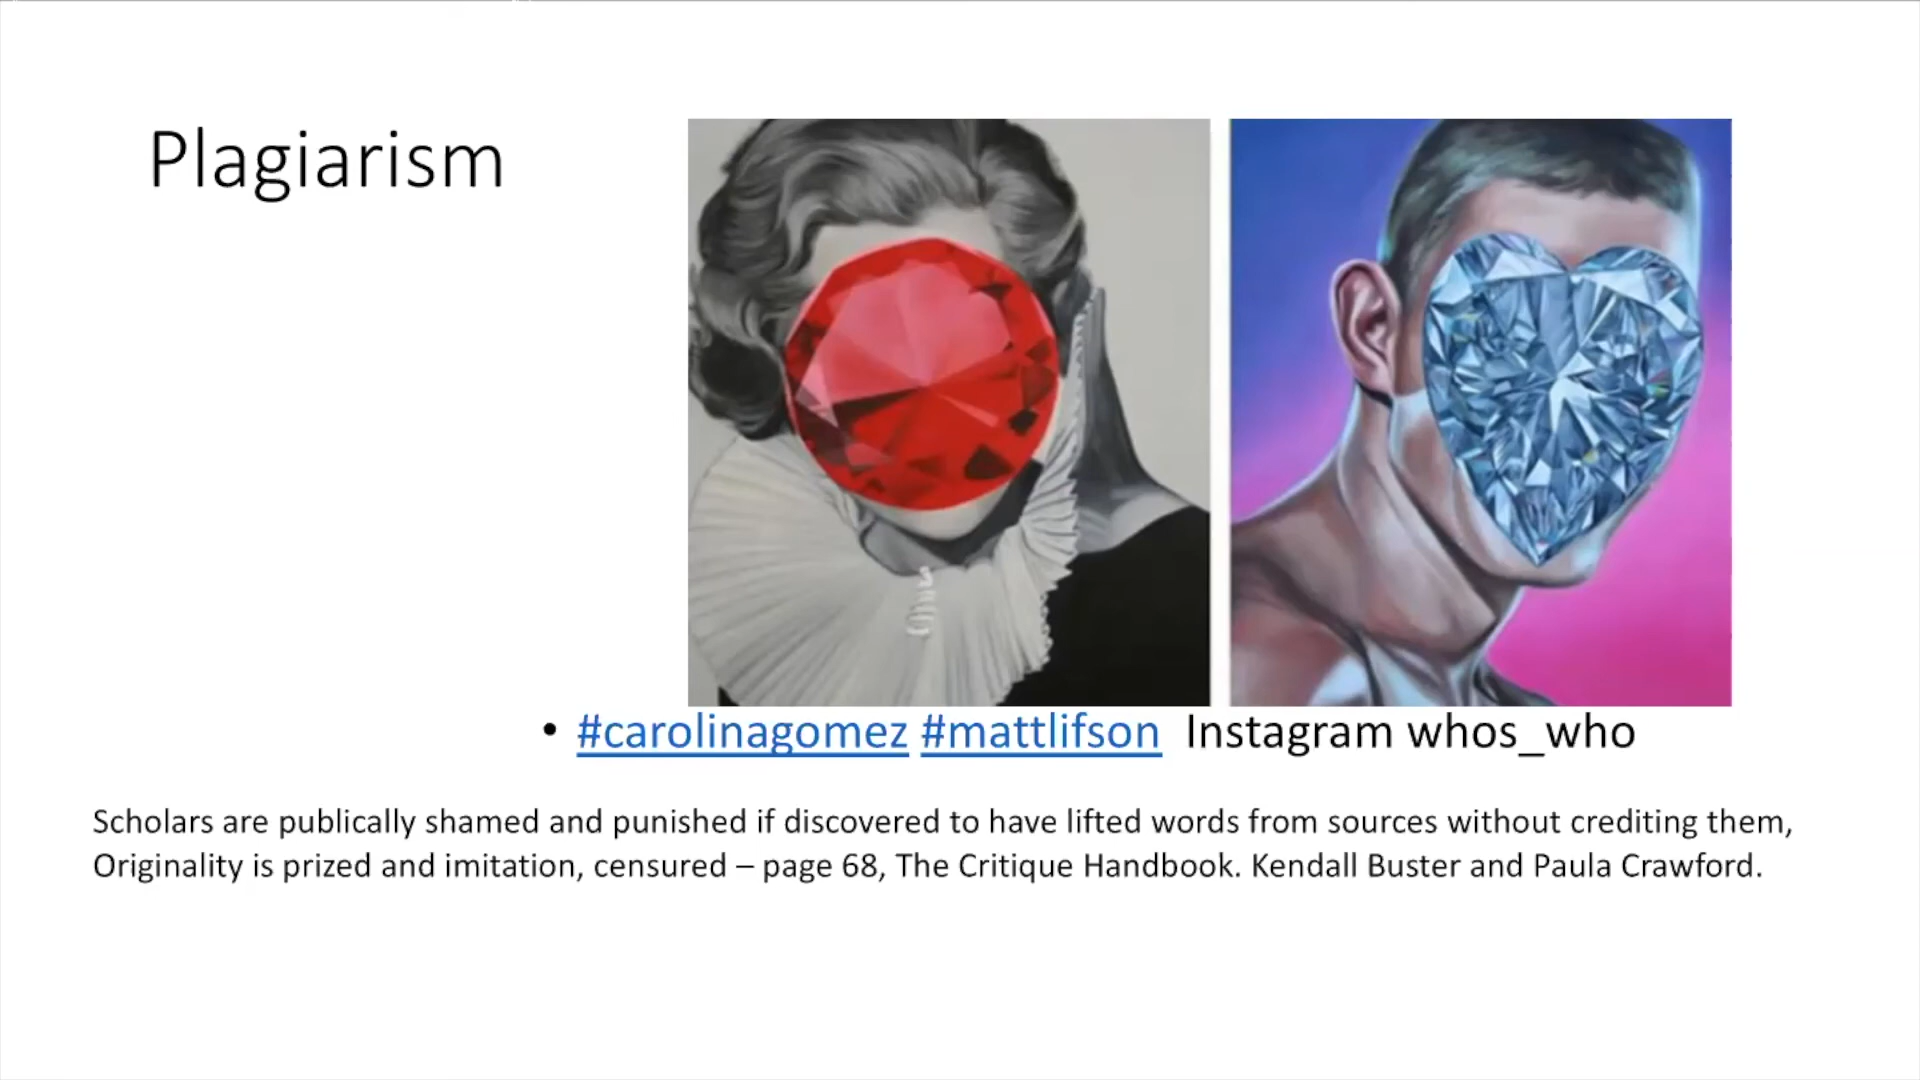 Plagiarism
• #carolinagomez #mattlifson  Instagram whos_who
Scholars are publically shamed and punished if discovered to have lifted words from sources without crediting them,
Originality is prized and imitation, censured – page 68, The Critique Handbook. Kendall Buster and Paula Crawford.